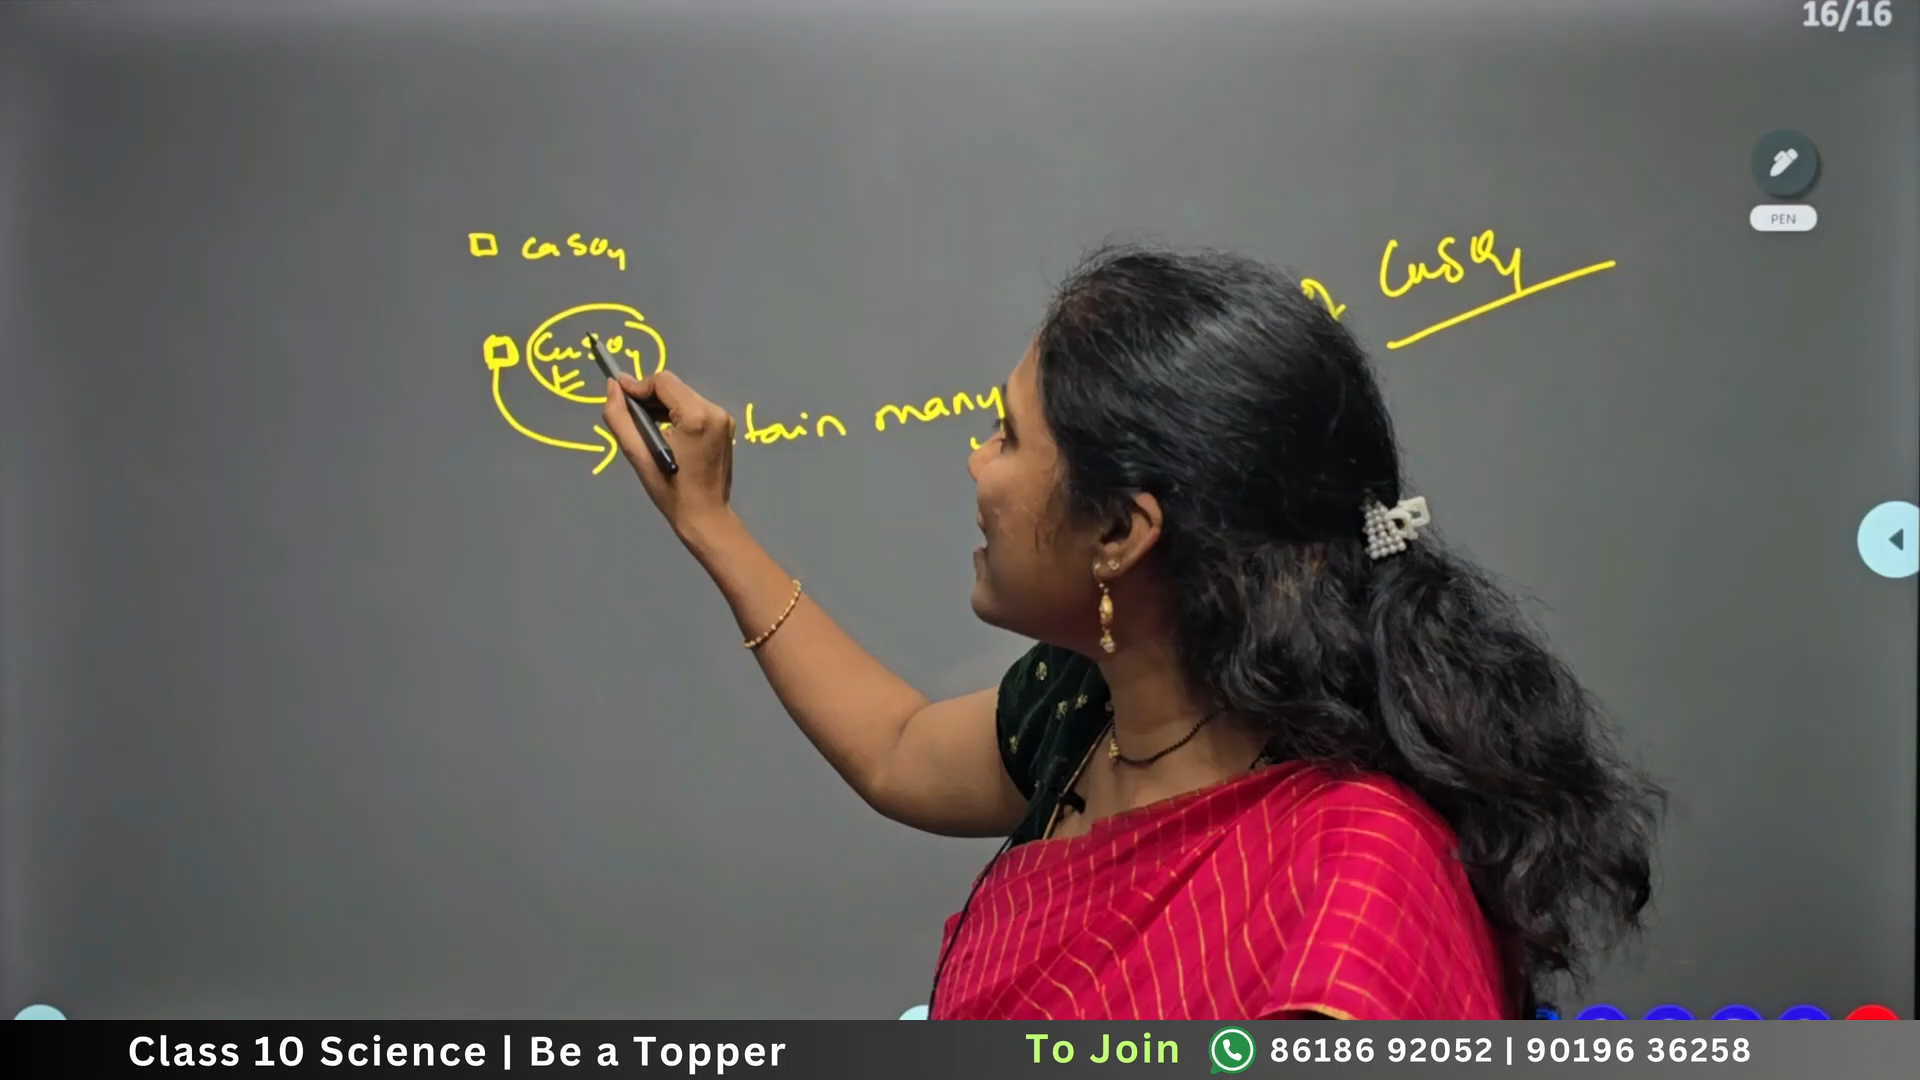 16/16
PEN
CaSO4
CuSO4
CuSO4
tain many
Class 10 Science | Be a Topper
To Join 86186 92052 | 90196 36258